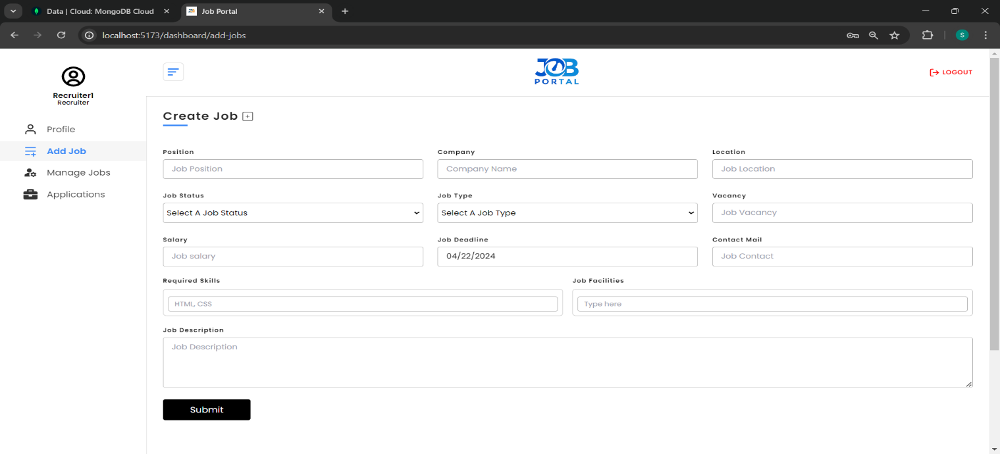 Data | Cloud: MongoDB Cloud
Job Portal
localhost:5173/dashboard/add-jobs
S
Recruiter1
Recruiter
Profile
Add Job
Manage Jobs
Applications
JOB
PORTAL
LOGOUT
Create Job
Position
Company
Location
Job Position
Company Name
Job Location
Job Status
Job Type
Vacancy
Select A Job Status
Select A Job Type
Job Vacancy
Salary
Job Deadline
Contact Mail
Job salary
04/22/2024
Job Contact
Required Skills
Job Facilities
HTML, CSS
Type here
Job Description
Job Description
Submit